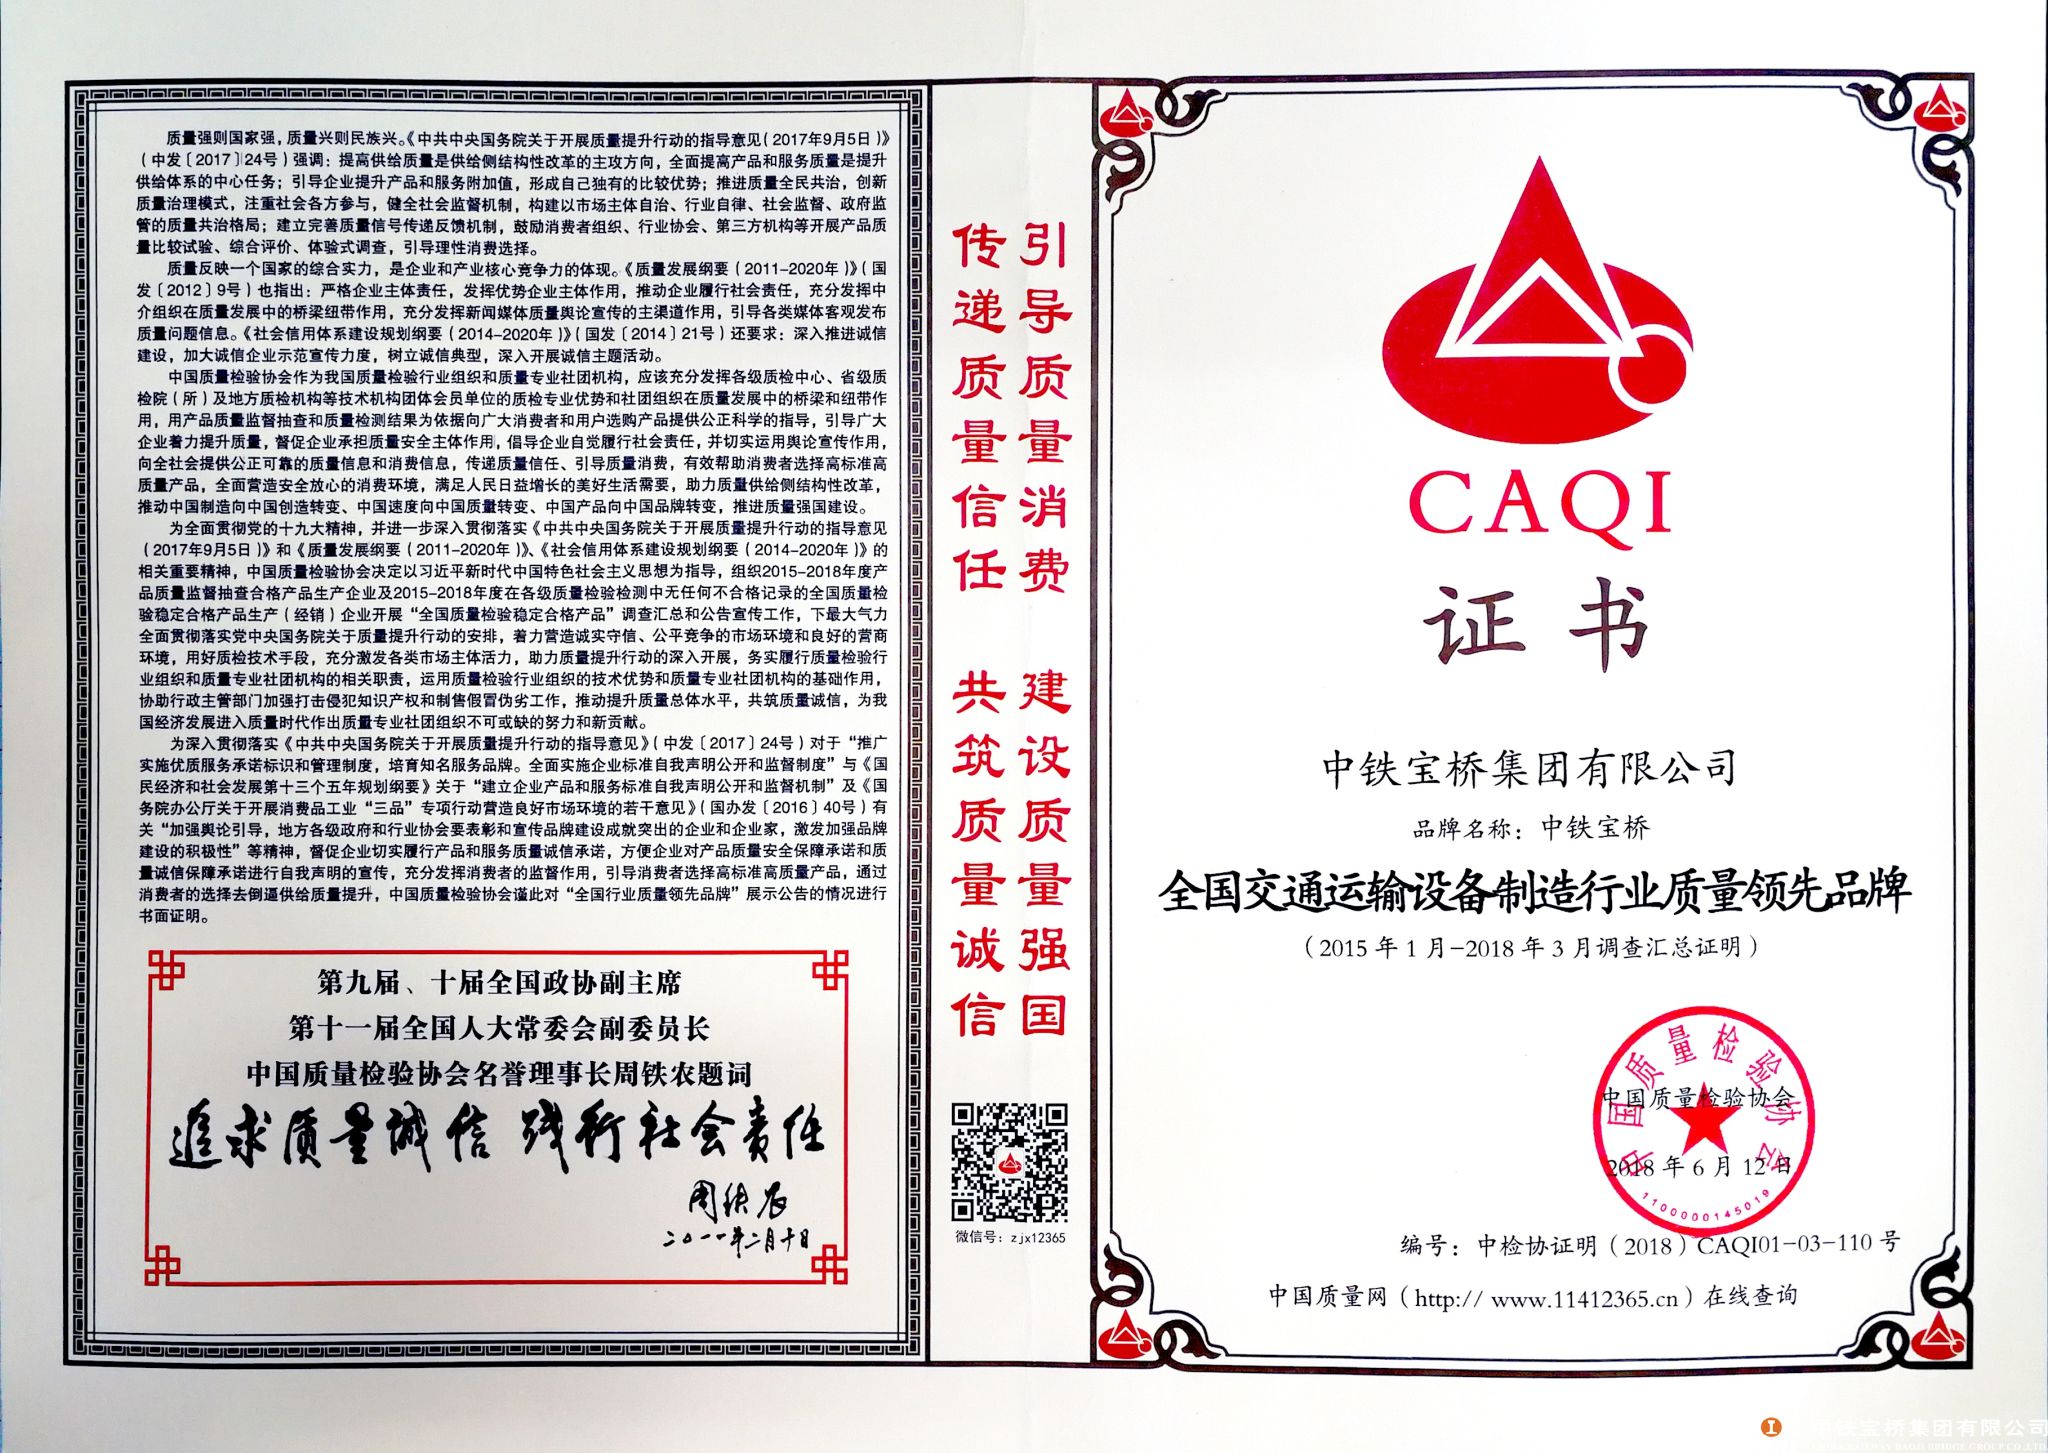 质量强则国家强，质量兴则民族兴。《中共中央国务院关于开展质量提升行动的指导意见（2017年9月5日）》
（中发〔2017〕24号）强调：提高供给质量是供给侧结构性改革的主攻方向，全面提高产品和服务质量是提升
供给体系的中心任务；引导企业提升产品和服务附加值，形成自己独有的比较优势；推进质量全民共治，创新
质量治理模式，注重社会各方参与，健全社会监督机制，构建以市场主体自治、行业自律、社会监督、政府监
管的质量共治格局；建立完善质量信号传递反馈机制，鼓励消费者组织、行业协会、第三方机构等开展产品质
量比较试验、综合评价、体验式调查，引导理性消费选择。
质量反映一个国家的综合实力，是企业和产业核心竞争力的体现。《质量发展纲要（2011-2020年）》（国
发〔2012〕9号）也指出：严格企业主体责任，发挥优势企业主体作用，推动企业履行社会责任，充分发挥中
介组织在质量发展中的桥梁纽带作用，充分发挥新闻媒体质量舆论宣传的主渠道作用，引导各类媒体客观发布
质量问题信息。《社会信用体系建设规划纲要（2014-2020年）》（国发〔2014〕21号）还要求：深入推进诚信
建设，加大诚信企业示范宣传力度，树立诚信典型，深入开展诚信主题活动。
中国质量检验协会作为我国质量检验行业组织和质量专业社团机构，应该充分发挥各级质检中心、省级质
检院（所）及地方质检机构等技术机构团体会员单位的质检专业优势和社团组织在质量发展中的桥梁和纽带作
用，用产品质量监督抽查和质量检测结果为依据向广大消费者和用户选购产品提供公正科学的指导，引导广大
企业着力提升质量，督促企业承担质量安全主体作用，倡导企业自觉履行社会责任，并切实运用舆论宣传作用，
向全社会提供公正可靠的质量信息和消费信息，传递质量信任、引导质量消费，有效帮助消费者选择高标准高
质量产品，全面营造安全放心的消费环境，满足人民日益增长的美好生活需要，助力质量供给侧结构性改革，
推动中国制造向中国创造转变、中国速度向中国质量转变、中国产品向中国品牌转变，推进质量强国建设。
为全面贯彻党的十九大精神，并进一步深入贯彻落实《中共中央国务院关于开展质量提升行动的指导意见
（2017年9月5日）》和《质量发展纲要（2011-2020年）》、《社会信用体系建设规划纲要（2014-2020年）》的
相关重要精神，中国质量检验协会决定以习近平新时代中国特色社会主义思想为指导，组织2015-2018年度产
品质量监督抽查合格产品生产企业及2015-2018年度在各级质量检验检测中无任何不合格记录的全国质量检
验稳定合格产品生产（经销）企业开展“全国质量检验稳定合格产品”调查汇总和公告宣传工作，下最大气力
全面贯彻落实党中央国务院关于质量提升行动的安排，着力营造诚实守信、公平竞争的市场环境和良好的营商
环境，用好质检技术手段，充分激发各类市场主体活力，助力质量提升行动的深入开展，务实履行质量检验行
业组织和质量专业社团机构的相关职责，运用质量检验行业组织的技术优势和质量专业社团机构的基础作用，
协助行政主管部门加强打击侵犯知识产权和制售假冒伪劣工作，推动提升质量总体水平，共筑质量诚信，为我
国经济发展进入质量时代作出质量专业社团组织不可或缺的努力和新贡献。
为深入贯彻落实《中共中央国务院关于开展质量提升行动的指导意见》（中发〔2017〕24号）对于“推广
实施优质服务承诺标识和管理制度，培育知名服务品牌。全面实施企业标准自我声明公开和监督制度”与《国
民经济和社会发展第十三个五年规划纲要》关于“建立企业产品和服务标准自我声明公开和监督机制”及《国
务院办公厅关于开展消费品工业“三品”专项行动营造良好市场环境的若干意见》（国办发〔2016〕40号）有
关“加强舆论引导，地方各级政府和行业协会要表彰和宣传品牌建设成就突出的企业和企业家，激发加强品牌
建设的积极性”等精神，督促企业切实履行产品和服务质量诚信承诺，方便企业对产品质量安全保障承诺和质
量诚信保障承诺进行自我声明的宣传，充分发挥消费者的监督作用，引导消费者选择高标准高质量产品，通过
消费者的选择去倒逼供给质量提升，中国质量检验协会谨此对“全国行业质量领先品牌”展示公告的情况进行
书面证明。
第九届、十届全国政协副主席
第十一届全国人大常委会副委员长
中国质量检验协会名誉理事长周铁农题词
追求质量诚信 践行社会责任
周铁农
二〇一一年二月十日
引导质量消费 建设质量强国
传递质量信任 共筑质量诚信
微信号：zjx12365
CAQI
证书
中铁宝桥集团有限公司
品牌名称：中铁宝桥
全国交通运输设备制造行业质量领先品牌
（2015年1月-2018年3月调查汇总证明）
中国质量检验协会
中国质量检验协会
2018年6月12日
1100000145019
编号：中检协证明（2018）CAQI01-03-110号
中国质量网（http:// www.11412365.cn）在线查询
中铁宝桥集团有限公司